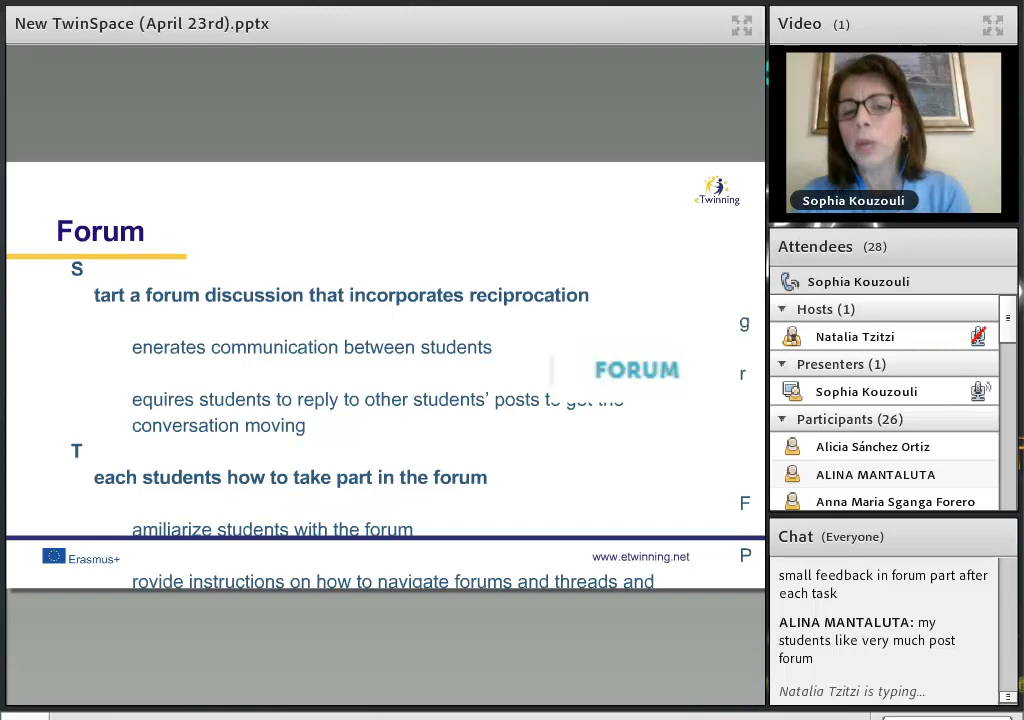 New TwinSpace (April 23rd).pptx
eTwinning
Forum
S
tart a forum discussion that incorporates reciprocation
g
enerates communication between students
FORUM
r
equires students to reply to other students' posts to get the
conversation moving
T
each students how to take part in the forum
F
amiliarize students with the forum
Erasmus+
www.etwinning.net
P
rovide instructions on how to navigate forums and threads and
Video (1)
Sophia Kouzouli
Attendees (28)
Sophia Kouzouli
Hosts (1)
Natalia Tzitzi
Presenters (1)
Sophia Kouzouli
Participants (26)
Alicia Sánchez Ortiz
ALINA MANTALUTA
Anna Maria Sganga Forero
Chat (Everyone)
small feedback in forum part after
each task
ALINA MANTALUTA: my
students like very much post
forum
Natalia Tzitzi is typing...